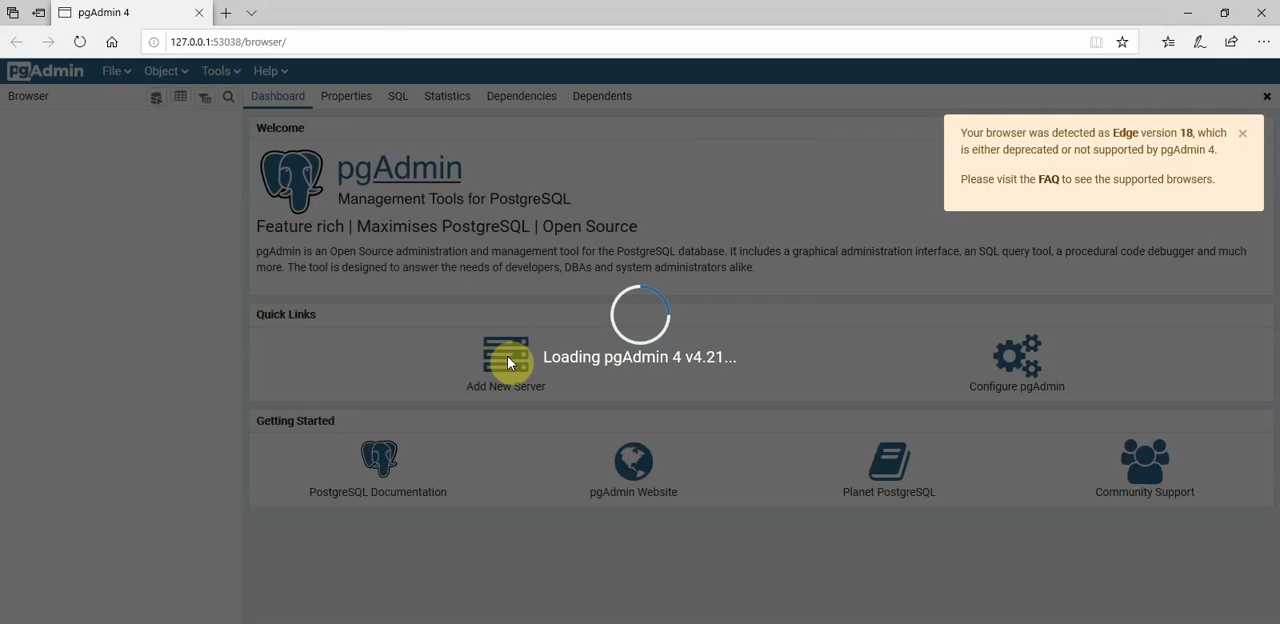 pgAdmin 4
127.0.0.1:53038/browser/
pgAdmin File Object Tools Help
Browser Dashboard Properties SQL Statistics Dependencies Dependents
Welcome
Your browser was detected as Edge version 18, which
is either deprecated or not supported by pgAdmin 4.
Please visit the FAQ to see the supported browsers.
pgAdmin
Management Tools for PostgreSQL
Feature rich | Maximises PostgreSQL | Open Source
pgAdmin is an Open Source administration and management tool for the PostgreSQL database. It includes a graphical administration interface, an SQL query tool, a procedural code debugger and much
more. The tool is designed to answer the needs of developers, DBAs and system administrators alike.
Quick Links
Loading pgAdmin 4 v4.21...
Add New Server
Configure pgAdmin
Getting Started
PostgreSQL Documentation
pgAdmin Website
Planet PostgreSQL
Community Support